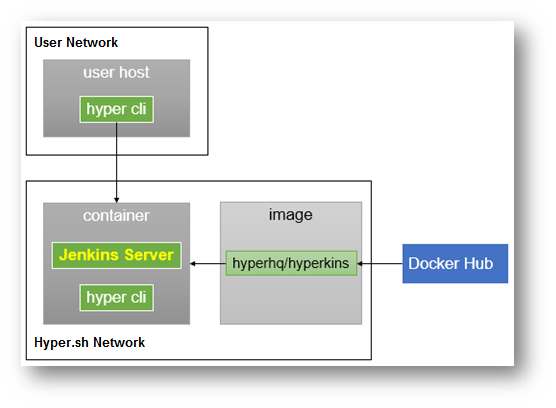 User Network
user host
hyper cli
container
image
Jenkins Server
hyperhq/hyperkins
Docker Hub
hyper cli
Hyper.sh Network